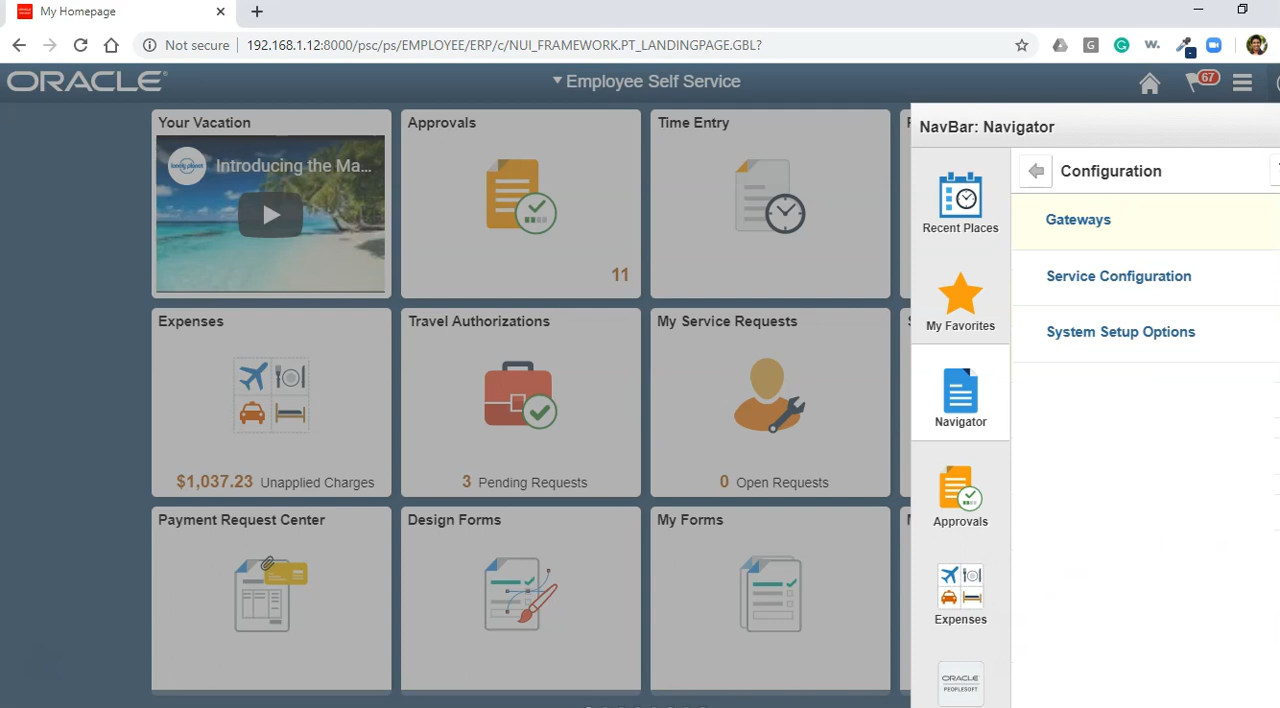 My Homepage
Not secure
192.168.1.12:8000/psc/ps/EMPLOYEE/ERP/c/NUI_FRAMEWORK.PT_LANDINGPAGE.GBL?
G
W.
ORACLE®
Employee Self Service
67
Your Vacation
lonely planet
Introducing the Ma...
Approvals
11
Time Entry
Expenses
$1,037.23 Unapplied Charges
Travel Authorizations
3 Pending Requests
My Service Requests
0 Open Requests
Payment Request Center
Design Forms
My Forms
NavBar: Navigator
Recent Places
My Favorites
Navigator
Approvals
Expenses
ORACLE
PEOPLESOFT
Configuration
Gateways
Service Configuration
System Setup Options